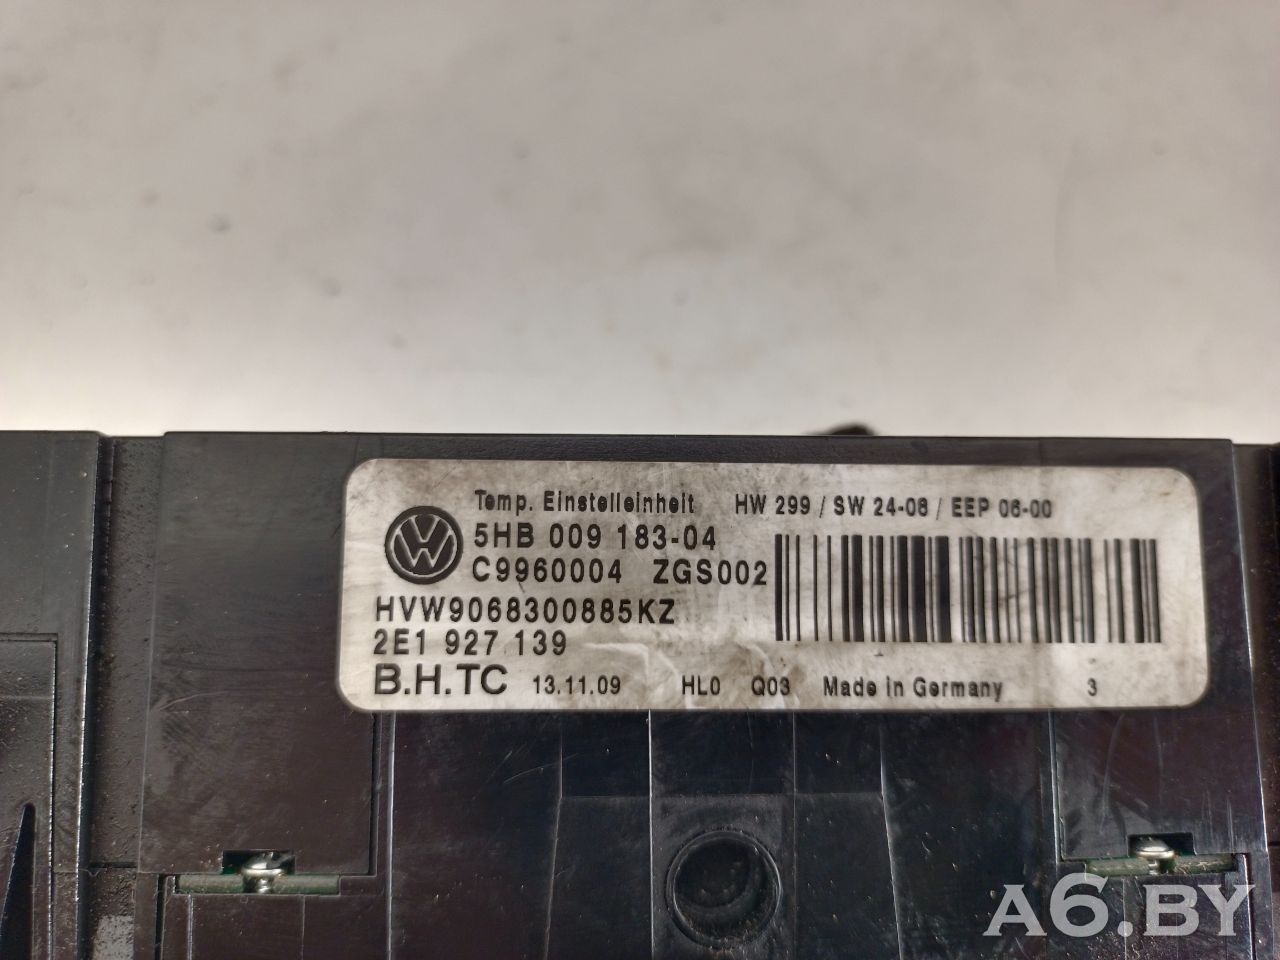 Temp. Einstelleinheit HW 299 / SW 24-08 / EEP 06-00
5HB 009 183-04
C9960004 ZGS002
HVW9068300885KZ
2E1 927 139
B.H.TC 13.11.09 HL0 Q03 Made in Germany 3
A6.BY